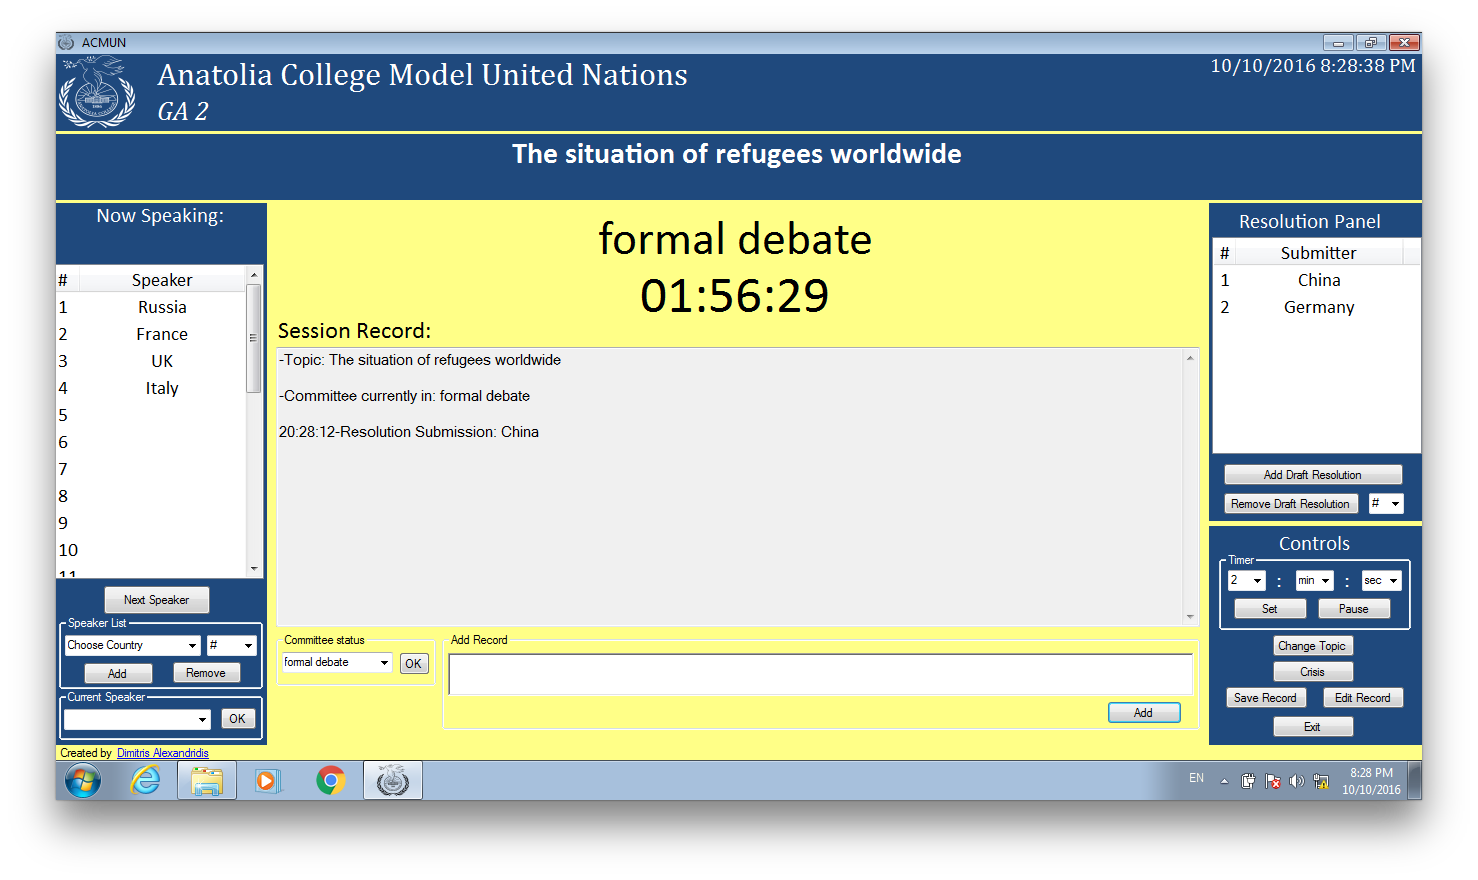 ACMUN
Anatolia College Model United Nations
GA 2
10/10/2016 8:28:38 PM
The situation of refugees worldwide
Now Speaking:
# Speaker
1 Russia
2 France
3 UK
4 Italy
5
6
7
8
9
10
11
Next Speaker
Speaker List
Choose Country #
Add Remove
Current Speaker
OK
Created by Dimitris Alexandridis
formal debate
01:56:29
Session Record:
-Topic: The situation of refugees worldwide
-Committee currently in: formal debate
20:28:12-Resolution Submission: China
Committee status
formal debate OK
Add Record
Add
Resolution Panel
# Submitter
1 China
2 Germany
Add Draft Resolution
Remove Draft Resolution #
Controls
Timer
2 : min : sec
Set Pause
Change Topic
Crisis
Save Record Edit Record
Exit
EN
8:28 PM
10/10/2016